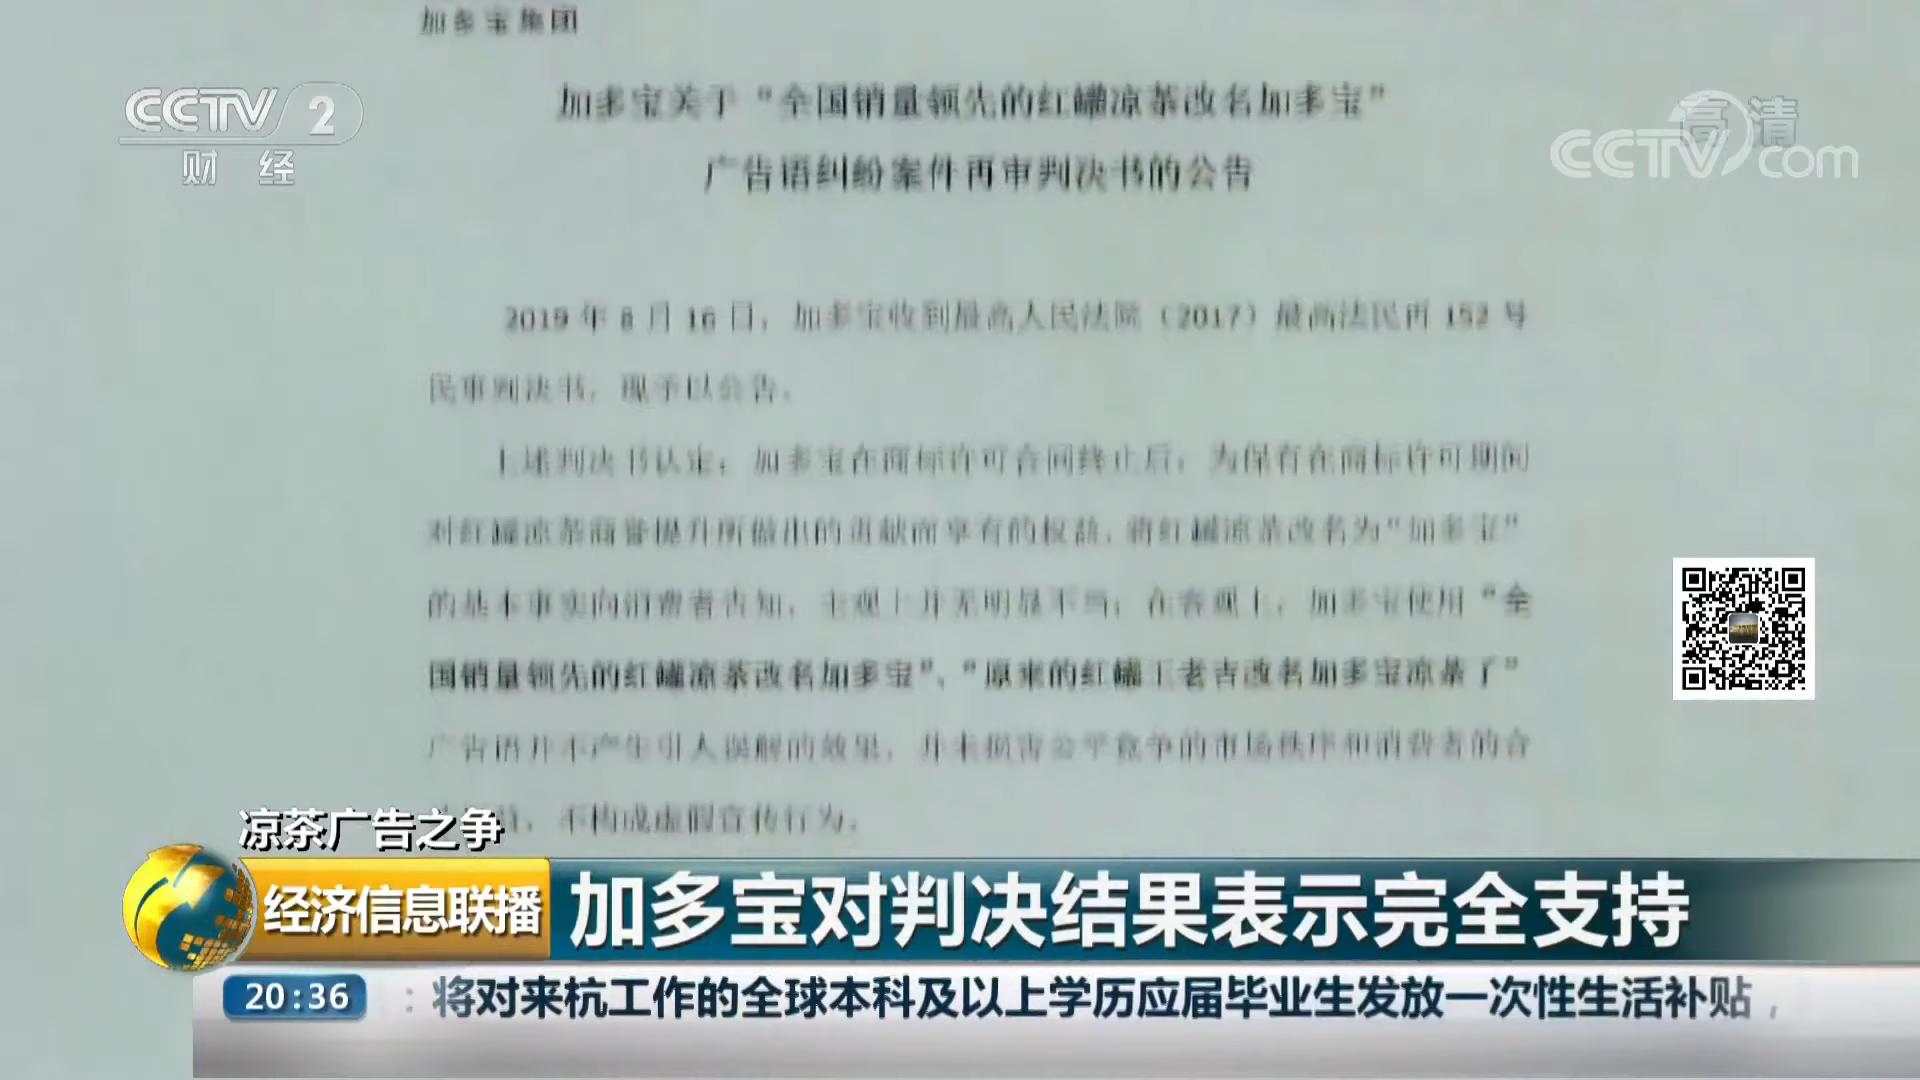 加多宝集团
CCTV 2
财 经
高清
CCTV com
加多宝关于“全国销量领先的红罐凉茶改名加多宝”
广告语纠纷案件再审判决书的公告
2019 年 8 月 16 日，加多宝收到最高人民法院（2017）最高法民再 152 号
民事判决书，现予以公告。
上述判决书认定：加多宝在商标许可合同终止后，为保有在商标许可期间
对红罐凉茶商誉提升所做出的贡献而享有的权益，将红罐凉茶改名为“加多宝”
的基本事实向消费者告知，主观上并无明显不当；在客观上，加多宝使用“全
国销量领先的红罐凉茶改名加多宝”、“原来的红罐王老吉改名加多宝凉茶了”
广告语并不产生引人误解的效果，并未损害公平竞争的市场秩序和消费者的合
，不构成虚假宣传行为。
凉茶广告之争
经济信息联播
加多宝对判决结果表示完全支持
20:36
：将对来杭工作的全球本科及以上学历应届毕业生发放一次性生活补贴，